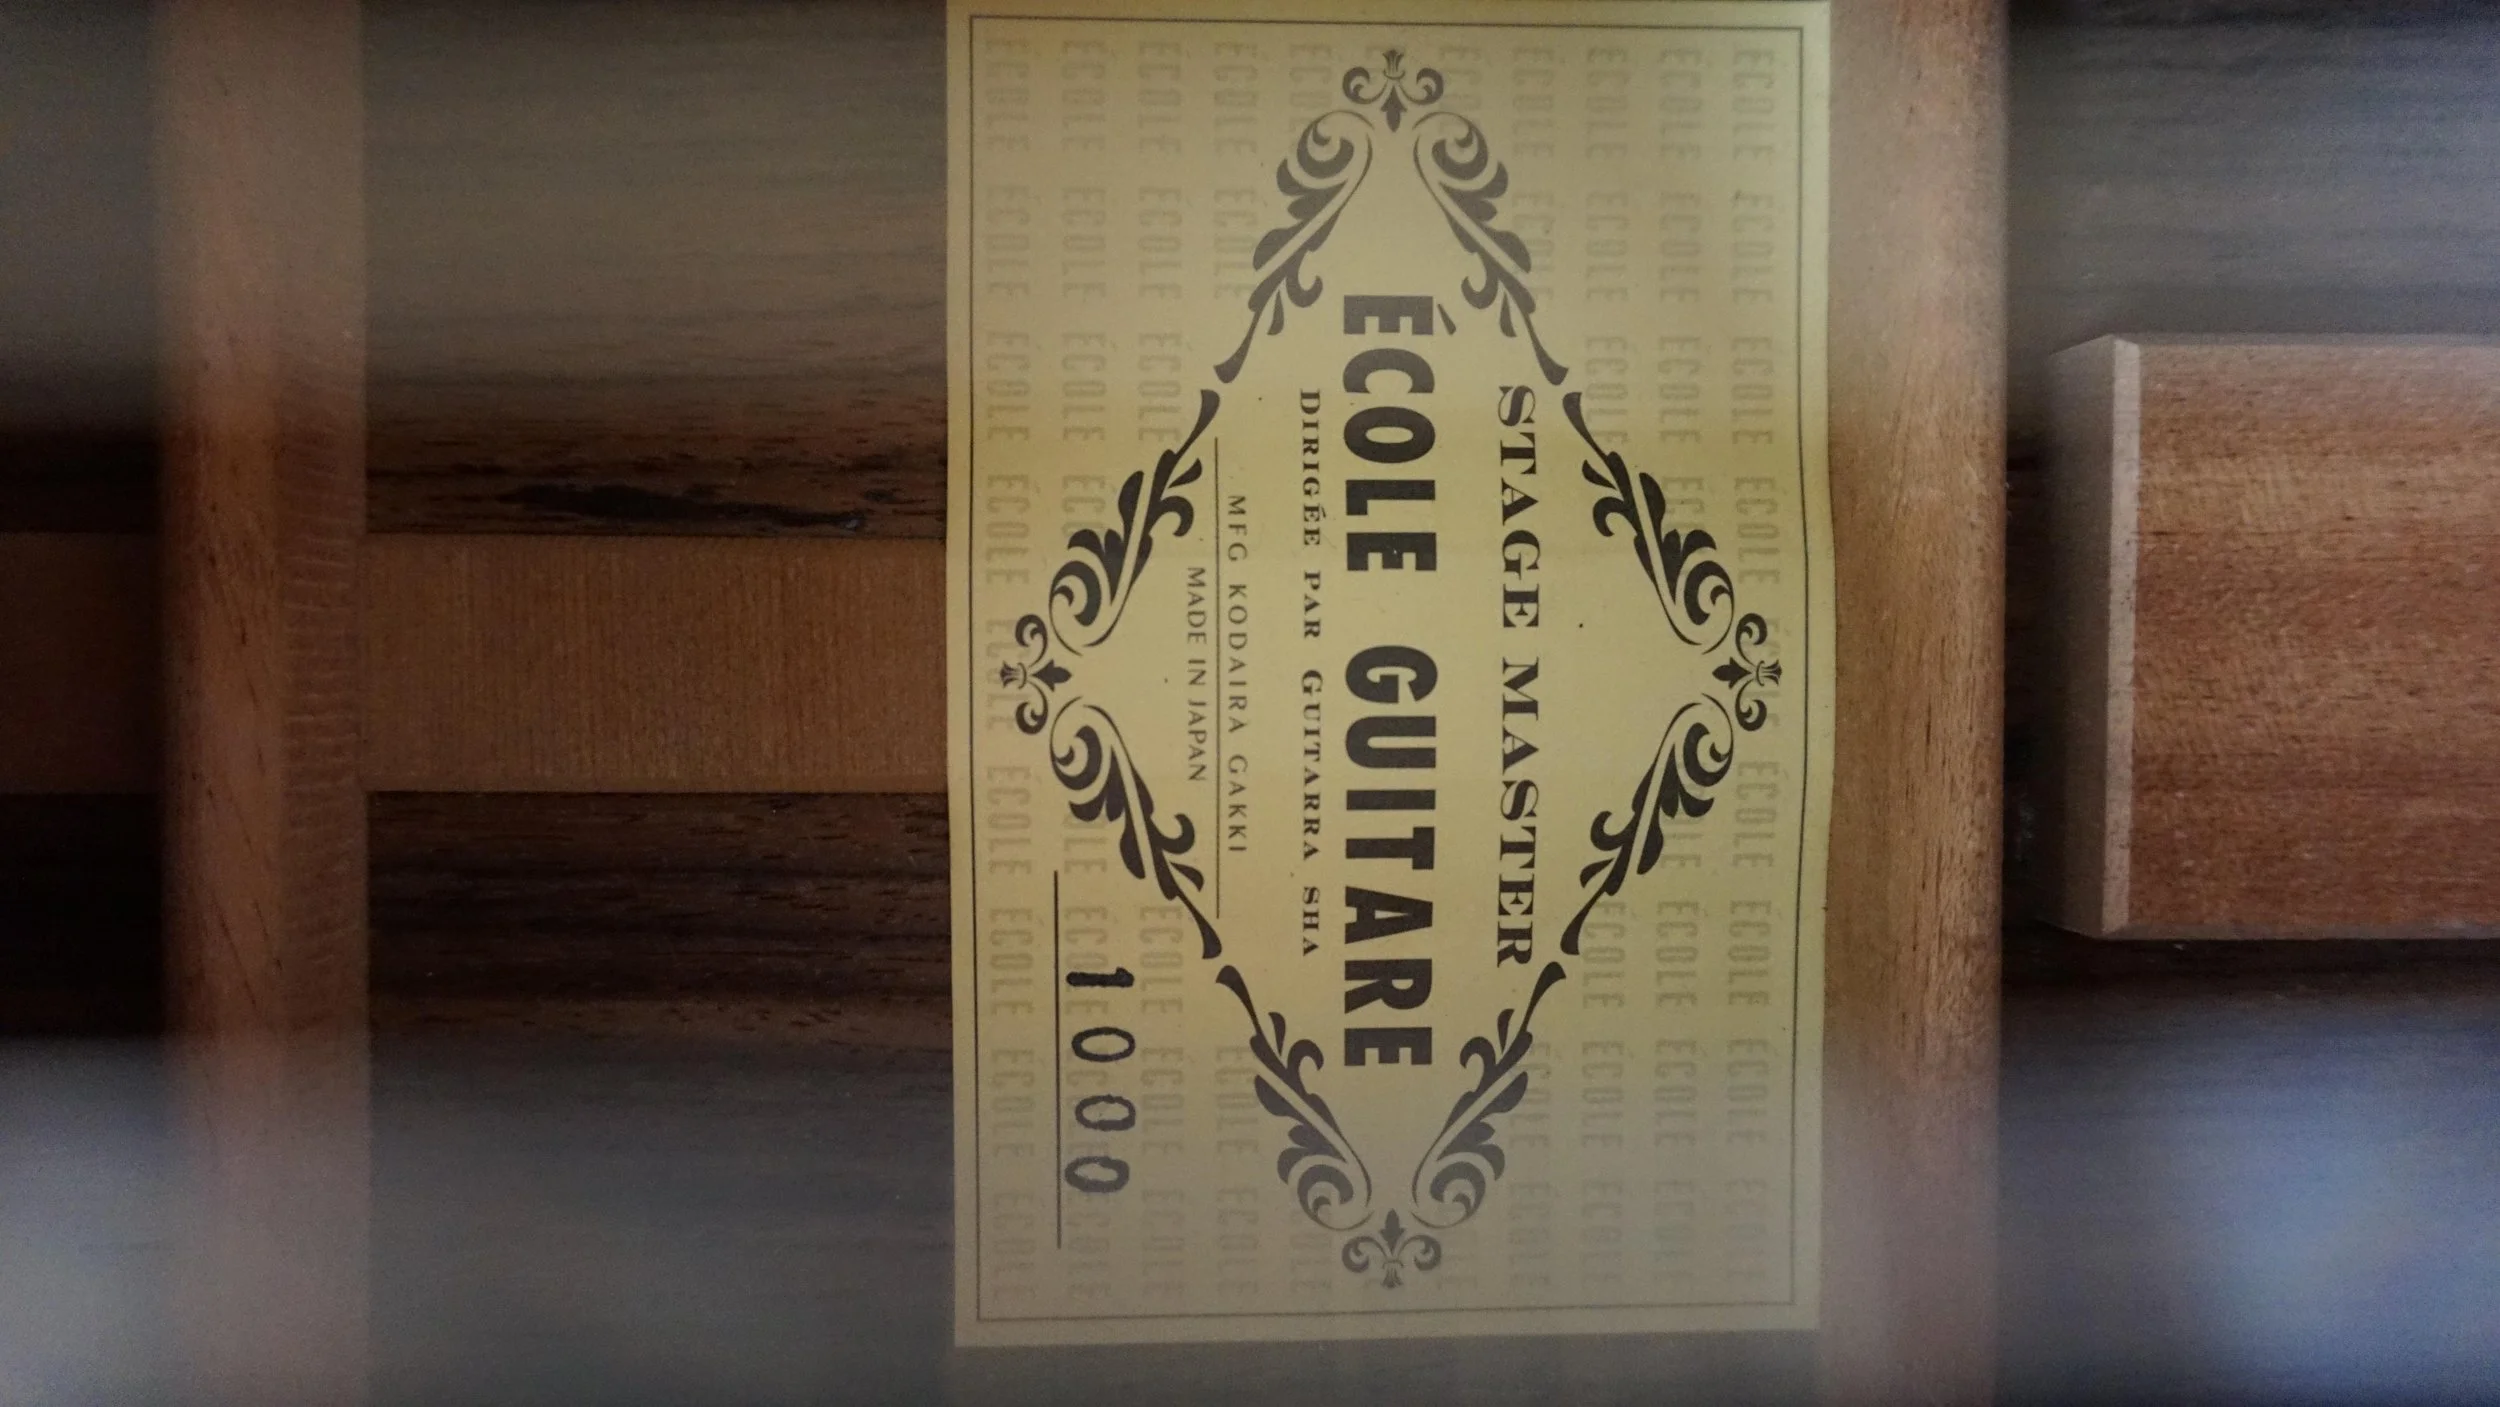 STAGE MASTER
ÉCOLE GUITARE
DIRIGÉE PAR GUITARRA SHA
MFG KODAIRA GAKKI
MADE IN JAPAN
1000